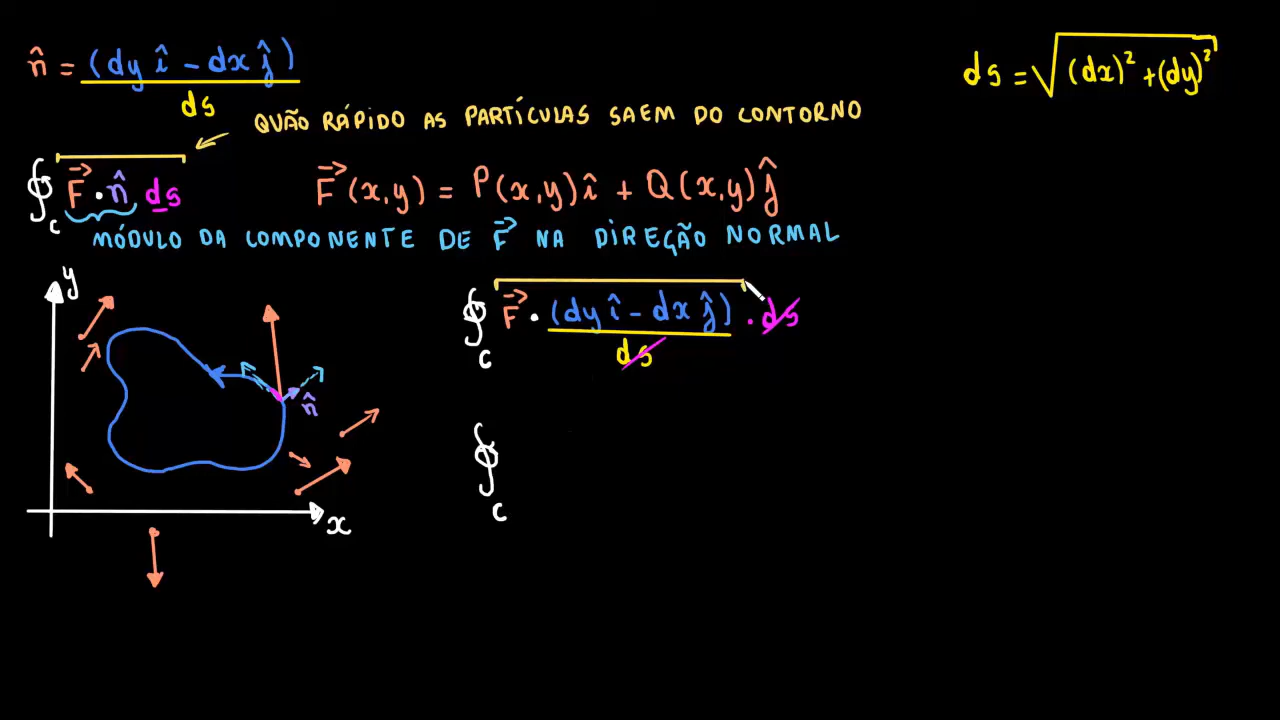 n̂ = (dy î − dx ĵ)
ds
ds = √(dx)² + (dy)²
QUÃO RÁPIDO AS PARTÍCULAS SAEM DO CONTORNO
∮C F⃗ · n̂ ds
F⃗(x,y) = P(x,y) î + Q(x,y) ĵ
MÓDULO DA COMPONENTE DE F⃗ NA DIREÇÃO NORMAL
y
∮C F⃗ · (dy î − dx ĵ) · ds
ds
n̂
∮C
x